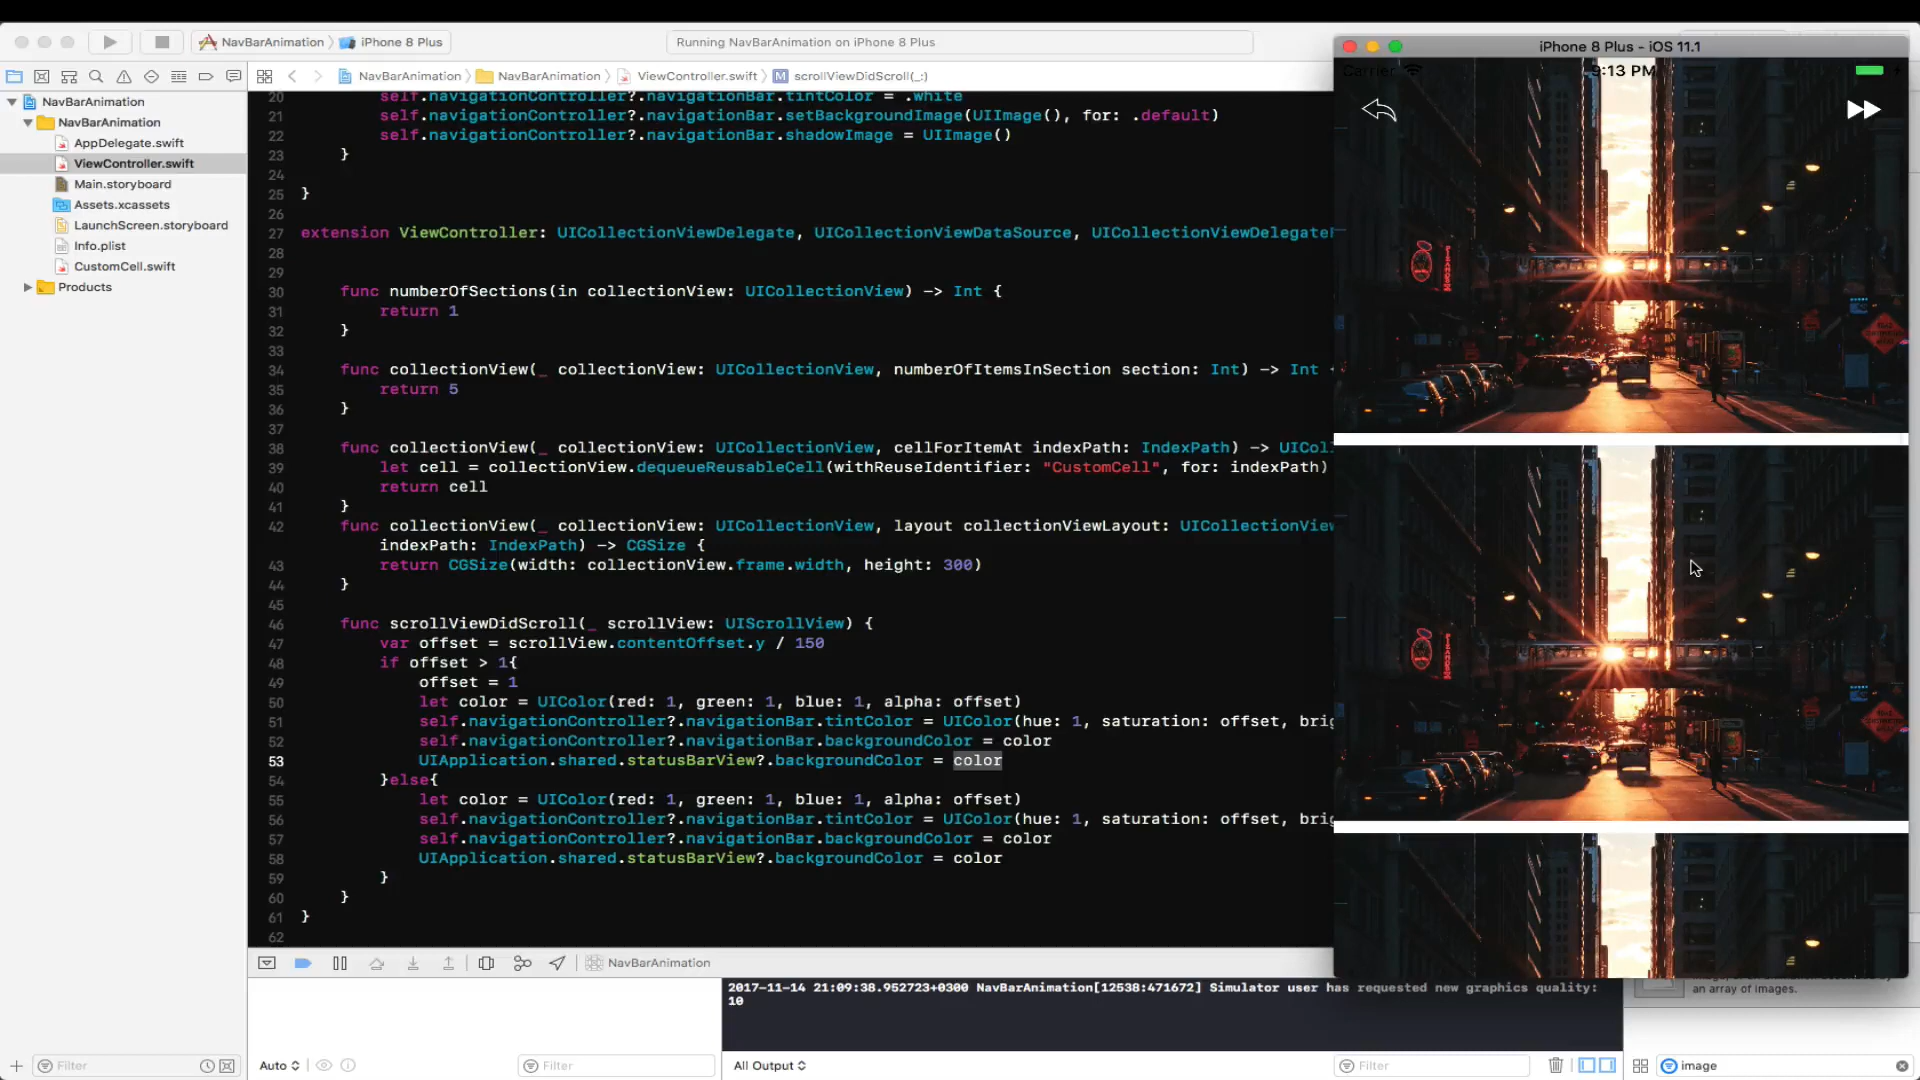 NavBarAnimation
iPhone 8 Plus
Running NavBarAnimation on iPhone 8 Plus
iPhone 8 Plus - iOS 11.1
NavBarAnimation
NavBarAnimation
ViewController.swift
scrollViewDidScroll(_:)
Carrier
9:13 PM
NavBarAnimation
NavBarAnimation
AppDelegate.swift
ViewController.swift
Main.storyboard
Assets.xcassets
LaunchScreen.storyboard
Info.plist
CustomCell.swift
Products
20 self.navigationController?.navigationBar.tintColor = .white
21 self.navigationController?.navigationBar.setBackgroundImage(UIImage(), for: .default)
22 self.navigationController?.navigationBar.shadowImage = UIImage()
23 }
24
25 }
26
27 extension ViewController: UICollectionViewDelegate, UICollectionViewDataSource, UICollectionViewDelegate
28
29
30 func numberOfSections(in collectionView: UICollectionView) -> Int {
31 return 1
32 }
33
34 func collectionView(_ collectionView: UICollectionView, numberOfItemsInSection section: Int) -> Int
35 return 5
36 }
37
38 func collectionView(_ collectionView: UICollectionView, cellForItemAt indexPath: IndexPath) -> UICol
39 let cell = collectionView.dequeueReusableCell(withReuseIdentifier: "CustomCell", for: indexPath)
40 return cell
41 }
42 func collectionView(_ collectionView: UICollectionView, layout collectionViewLayout: UICollectionView
indexPath: IndexPath) -> CGSize {
43 return CGSize(width: collectionView.frame.width, height: 300)
44 }
45
46 func scrollViewDidScroll(_ scrollView: UIScrollView) {
47 var offset = scrollView.contentOffset.y / 150
48 if offset > 1{
49 offset = 1
50 let color = UIColor(red: 1, green: 1, blue: 1, alpha: offset)
51 self.navigationController?.navigationBar.tintColor = UIColor(hue: 1, saturation: offset, brig
52 self.navigationController?.navigationBar.backgroundColor = color
53 UIApplication.shared.statusBarView?.backgroundColor = color
54 }else{
55 let color = UIColor(red: 1, green: 1, blue: 1, alpha: offset)
56 self.navigationController?.navigationBar.tintColor = UIColor(hue: 1, saturation: offset, brig
57 self.navigationController?.navigationBar.backgroundColor = color
58 UIApplication.shared.statusBarView?.backgroundColor = color
59 }
60 }
61 }
62
NavBarAnimation
2017-11-14 21:09:38.952723+0300 NavBarAnimation[12538:471672] Simulator user has requested new graphics quality:
10
an array of images.
Filter
Auto
Filter
All Output
Filter
image